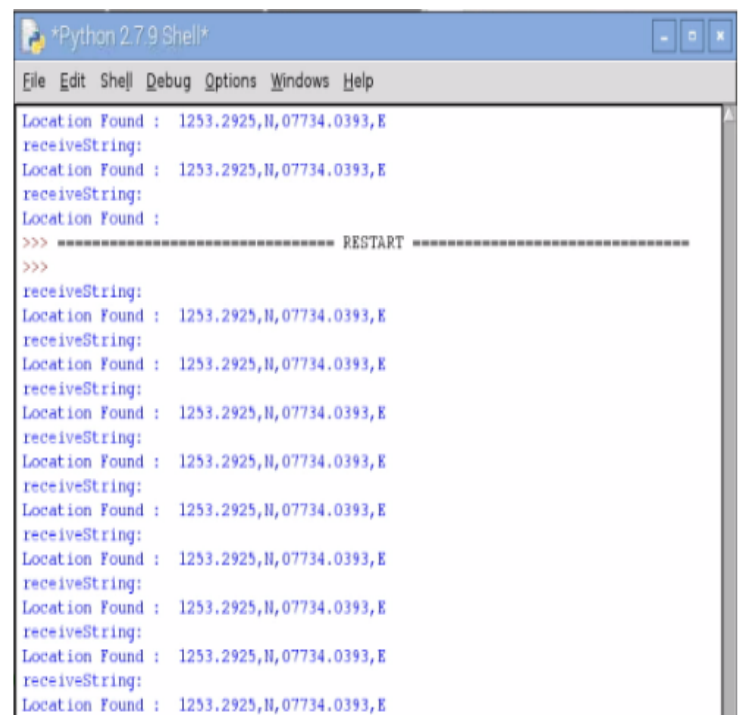 *Python 2.7.9 Shell*
File Edit Shell Debug Options Windows Help
Location Found : 1253.2925,N,07734.0393,E
receiveString:
Location Found : 1253.2925,N,07734.0393,E
receiveString:
Location Found :
>>> ================================ RESTART ================================
>>>
receiveString:
Location Found : 1253.2925,N,07734.0393,E
receiveString:
Location Found : 1253.2925,N,07734.0393,E
receiveString:
Location Found : 1253.2925,N,07734.0393,E
receiveString:
Location Found : 1253.2925,N,07734.0393,E
receiveString:
Location Found : 1253.2925,N,07734.0393,E
receiveString:
Location Found : 1253.2925,N,07734.0393,E
receiveString:
Location Found : 1253.2925,N,07734.0393,E
receiveString:
Location Found : 1253.2925,N,07734.0393,E
receiveString:
Location Found : 1253.2925,N,07734.0393,E